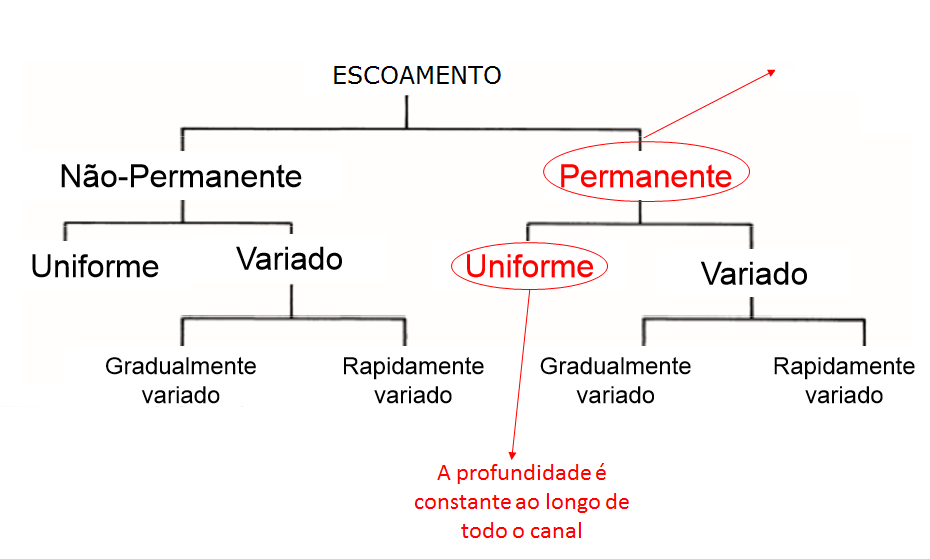 ESCOAMENTO
Não-Permanente
Permanente
Uniforme
Variado
Uniforme
Variado
Gradualmente
variado
Rapidamente
variado
Gradualmente
variado
Rapidamente
variado
A profundidade é
constante ao longo de
todo o canal